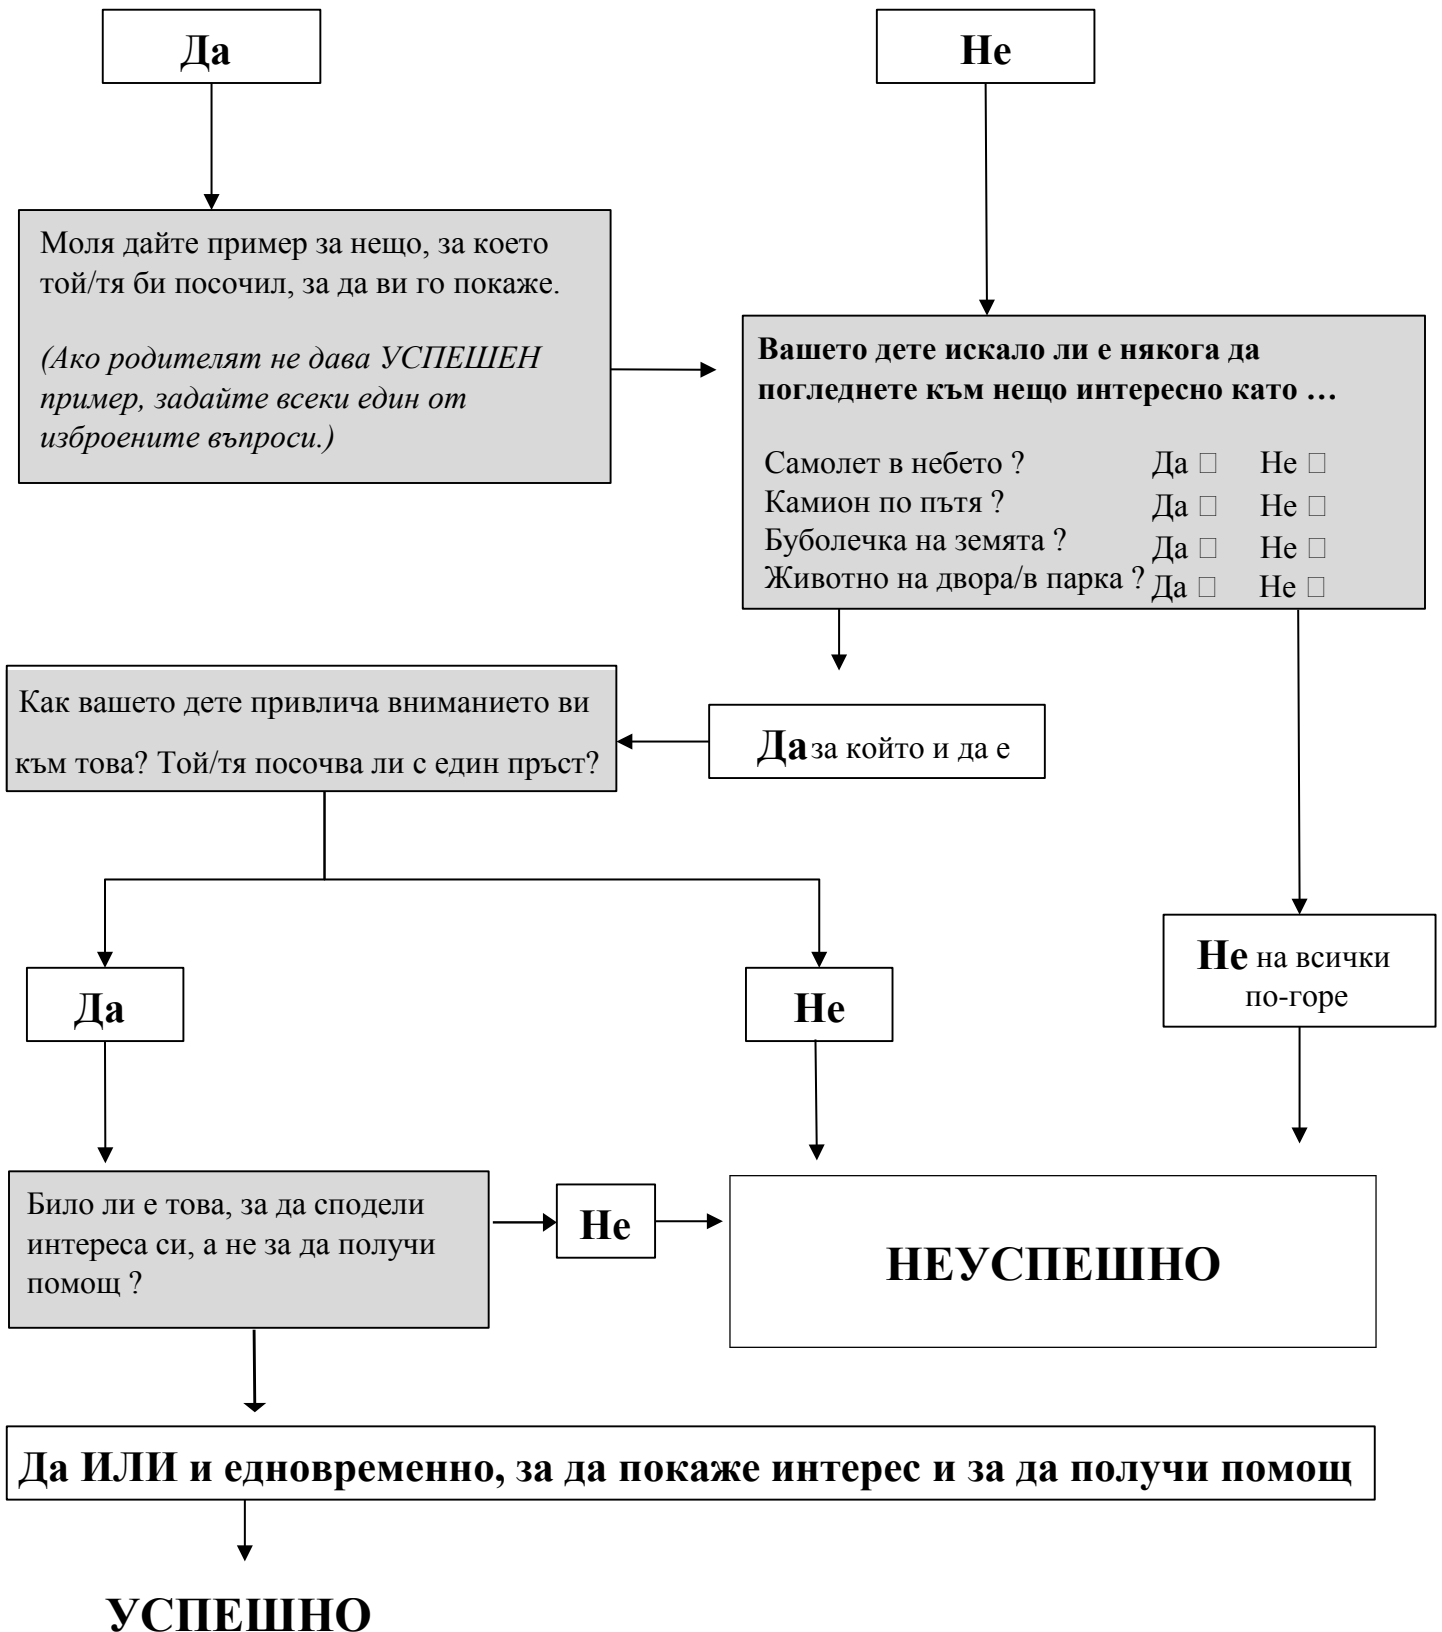 Да
Не
Моля дайте пример за нещо, за което
той/тя би посочил, за да ви го покаже.
(Ако родителят не дава УСПЕШЕН
пример, задайте всеки един от
изброените въпроси.)
Вашето дете искало ли е някога да
погледнете към нещо интересно като …
Самолет в небето ? Да □ Не □
Камион по пътя ? Да □ Не □
Буболечка на земята ? Да □ Не □
Животно на двора/в парка ? Да □ Не □
Как вашето дете привлича вниманието ви
към това? Той/тя посочва ли с един пръст?
Да за който и да е
Да
Не
Не на всички
по-горе
Било ли е това, за да сподели
интереса си, а не за да получи
помощ ?
Не
НЕУСПЕШНО
Да ИЛИ и едновременно, за да покаже интерес и за да получи помощ
УСПЕШНО